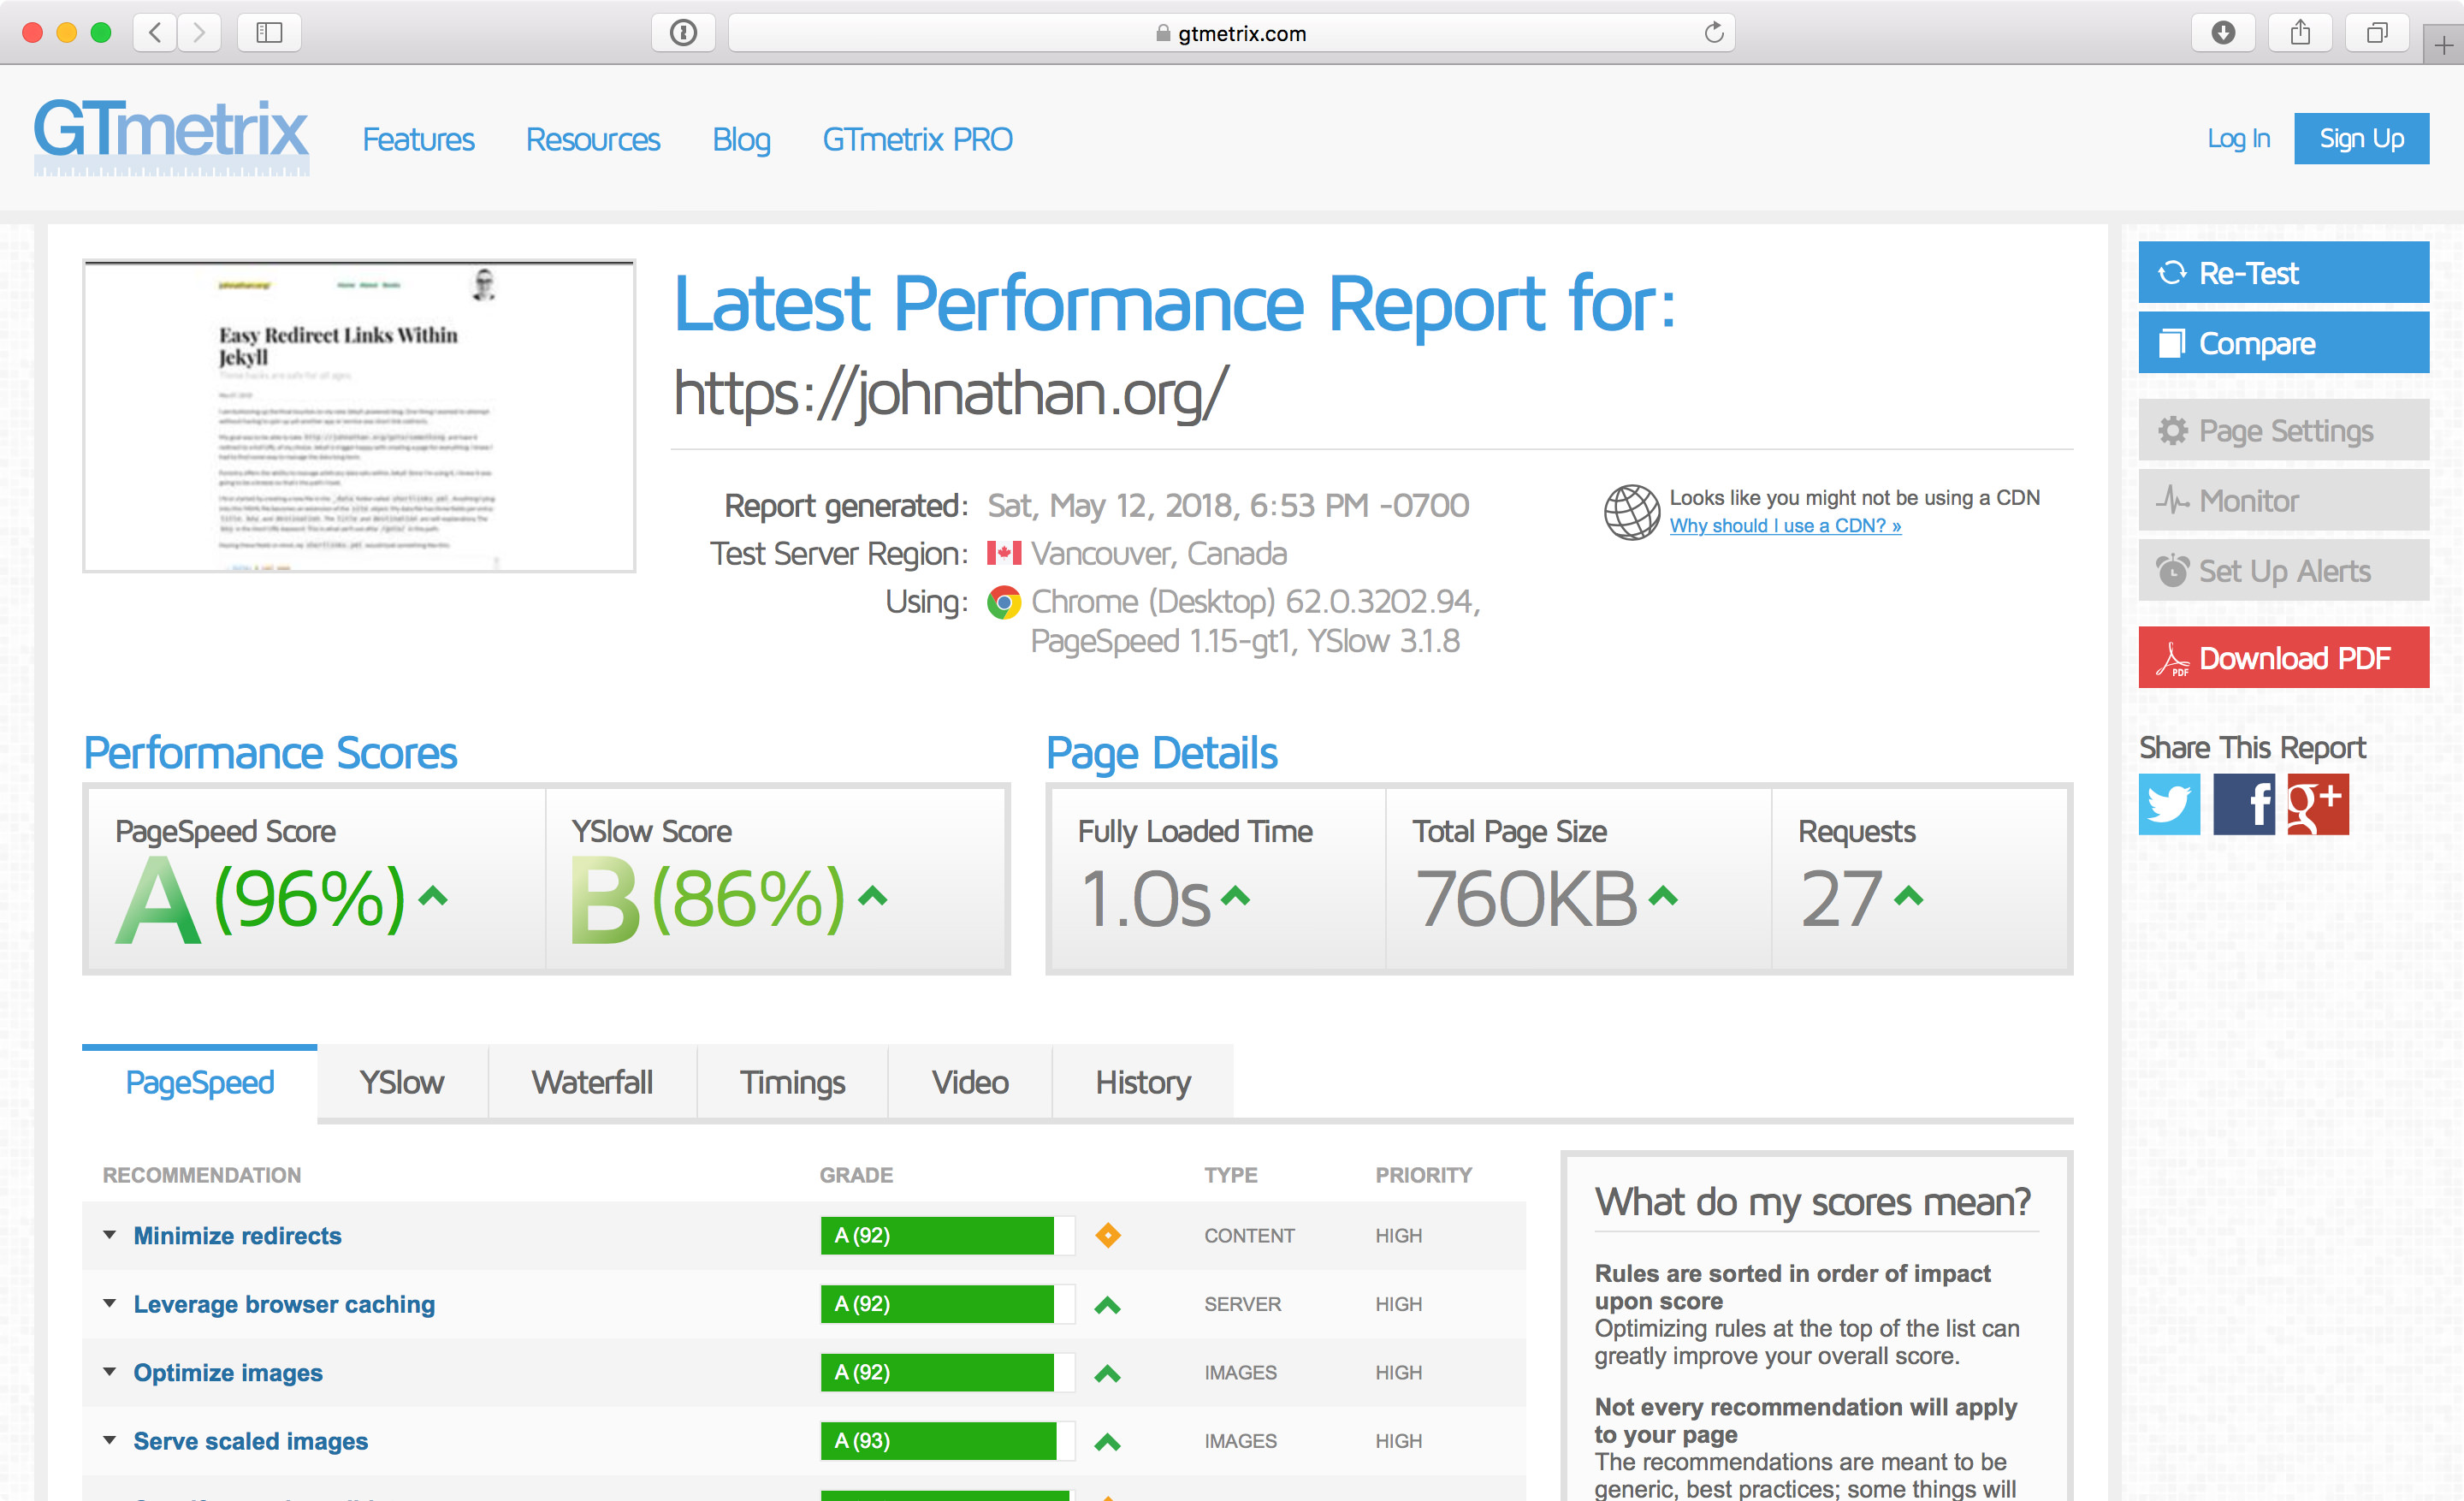 gtmetrix.com
GTmetrix
Features
Resources
Blog
GTmetrix PRO
Log In
Sign Up
Easy Redirect Links Within
Jekyll
Latest Performance Report for:
https://johnathan.org/
Report generated: Sat, May 12, 2018, 6:53 PM -0700
Test Server Region: Vancouver, Canada
Using: Chrome (Desktop) 62.0.3202.94,
PageSpeed 1.15-gt1, YSlow 3.1.8
Looks like you might not be using a CDN
Why should I use a CDN? »
Re-Test
Compare
Page Settings
Monitor
Set Up Alerts
PDF Download PDF
Share This Report
Performance Scores
PageSpeed Score
A (96%)
YSlow Score
B (86%)
Page Details
Fully Loaded Time
1.0s
Total Page Size
760KB
Requests
27
PageSpeed
YSlow
Waterfall
Timings
Video
History
RECOMMENDATION GRADE TYPE PRIORITY
Minimize redirects A (92) CONTENT HIGH
Leverage browser caching A (92) SERVER HIGH
Optimize images A (92) IMAGES HIGH
Serve scaled images A (93) IMAGES HIGH
What do my scores mean?
Rules are sorted in order of impact
upon score
Optimizing rules at the top of the list can
greatly improve your overall score.
Not every recommendation will apply
to your page
The recommendations are meant to be
generic, best practices; some things will